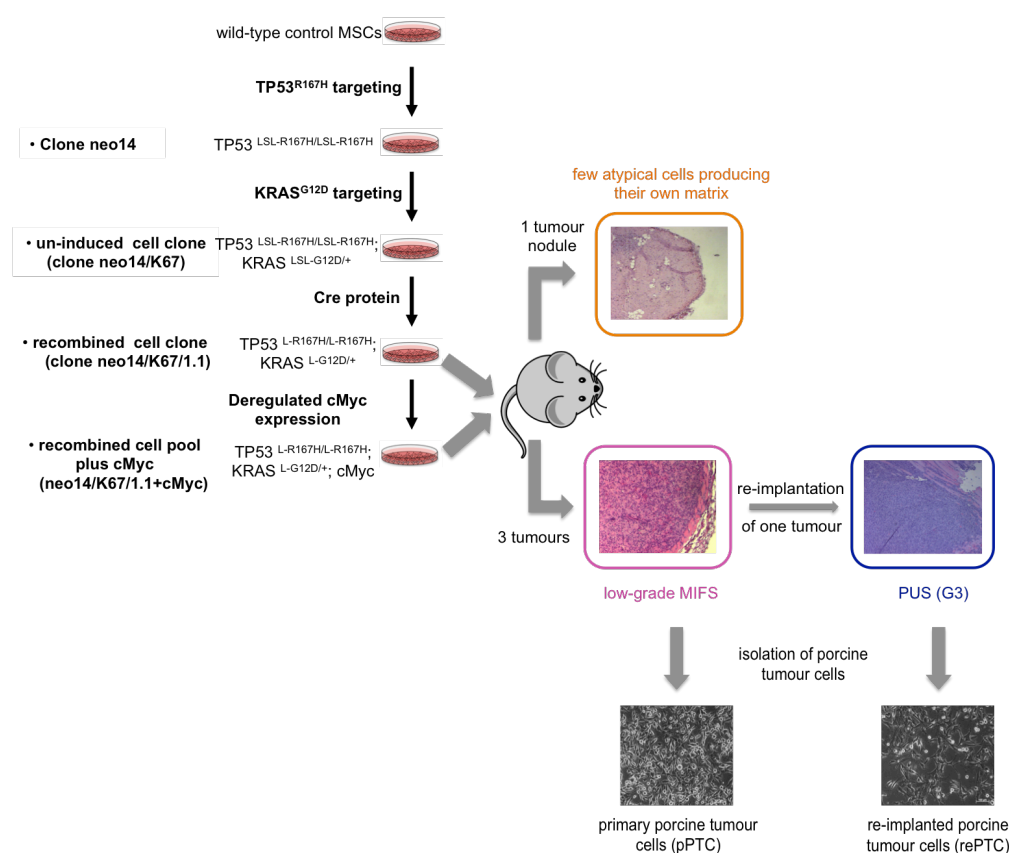 wild-type control MSCs
TP53R167H targeting
• Clone neo14
TP53 LSL-R167H/LSL-R167H
KRASG12D targeting
• un-induced cell clone
(clone neo14/K67)
TP53 LSL-R167H/LSL-R167H;
KRAS LSL-G12D/+
Cre protein
• recombined cell clone
(clone neo14/K67/1.1)
TP53 L-R167H/L-R167H;
KRAS L-G12D/+
Deregulated cMyc
expression
• recombined cell pool
plus cMyc
(neo14/K67/1.1+cMyc)
TP53 L-R167H/L-R167H;
KRAS L-G12D/+; cMyc
few atypical cells producing
their own matrix
1 tumour
nodule
3 tumours
low-grade MIFS
re-implantation
of one tumour
PUS (G3)
isolation of porcine
tumour cells
primary porcine tumour
cells (pPTC)
re-implanted porcine
tumour cells (rePTC)